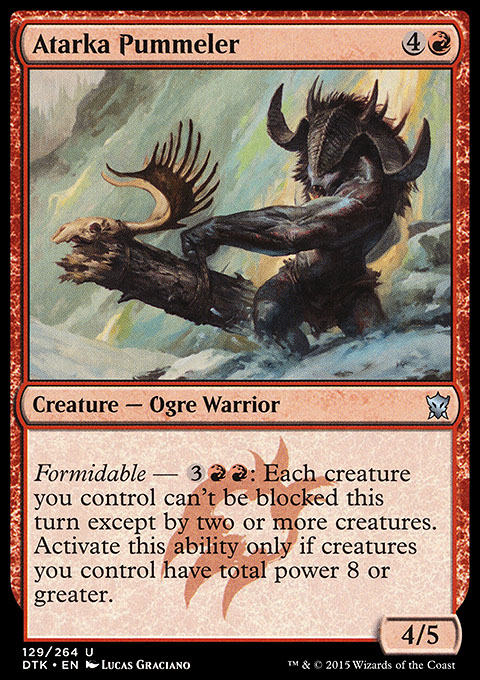 Atarka Pummeler 4
Creature — Ogre Warrior
Formidable — 3: Each creature
you control can't be blocked this
turn except by two or more creatures.
Activate this ability only if creatures
you control have total power 8 or
greater.
4/5
129/264 U
DTK • EN Lucas Graciano
™ & © 2015 Wizards of the Coast